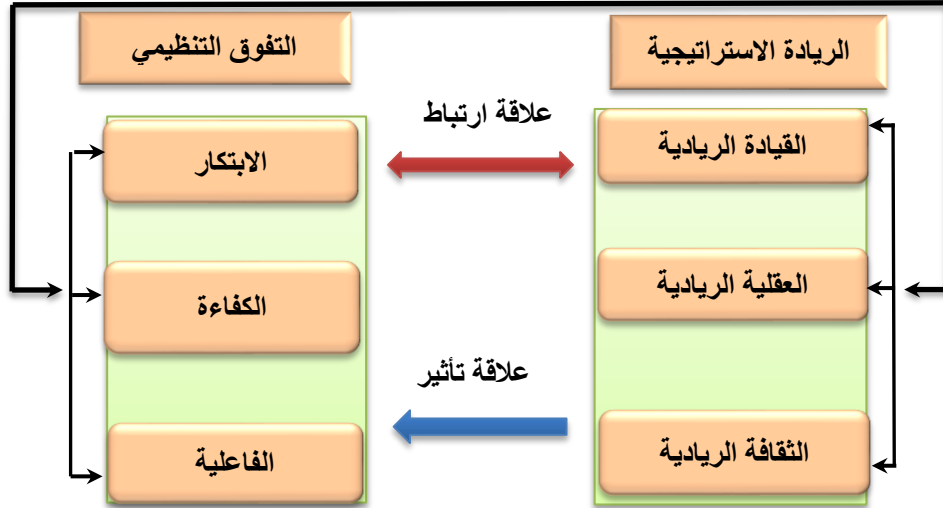 الريادة الاستراتيجية
التفوق التنظيمي
علاقة ارتباط
القيادة الريادية
الابتكار
العقلية الريادية
الكفاءة
علاقة تأثير
الثقافة الريادية
الفاعلية